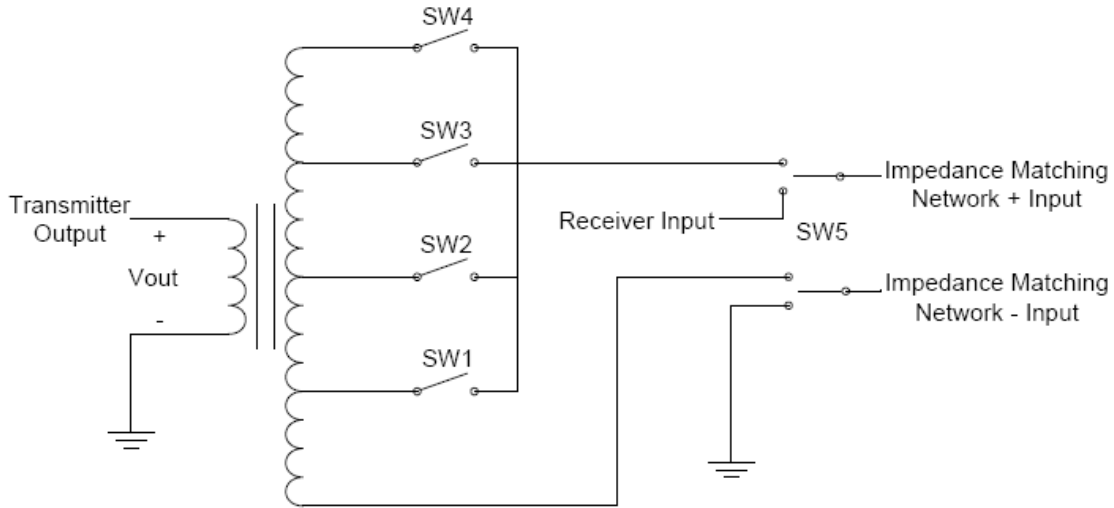 SW4
SW3
Impedance Matching
Network + Input
Transmitter
Output
+
Receiver Input
SW5
SW2
Vout
Impedance Matching
Network - Input
-
SW1